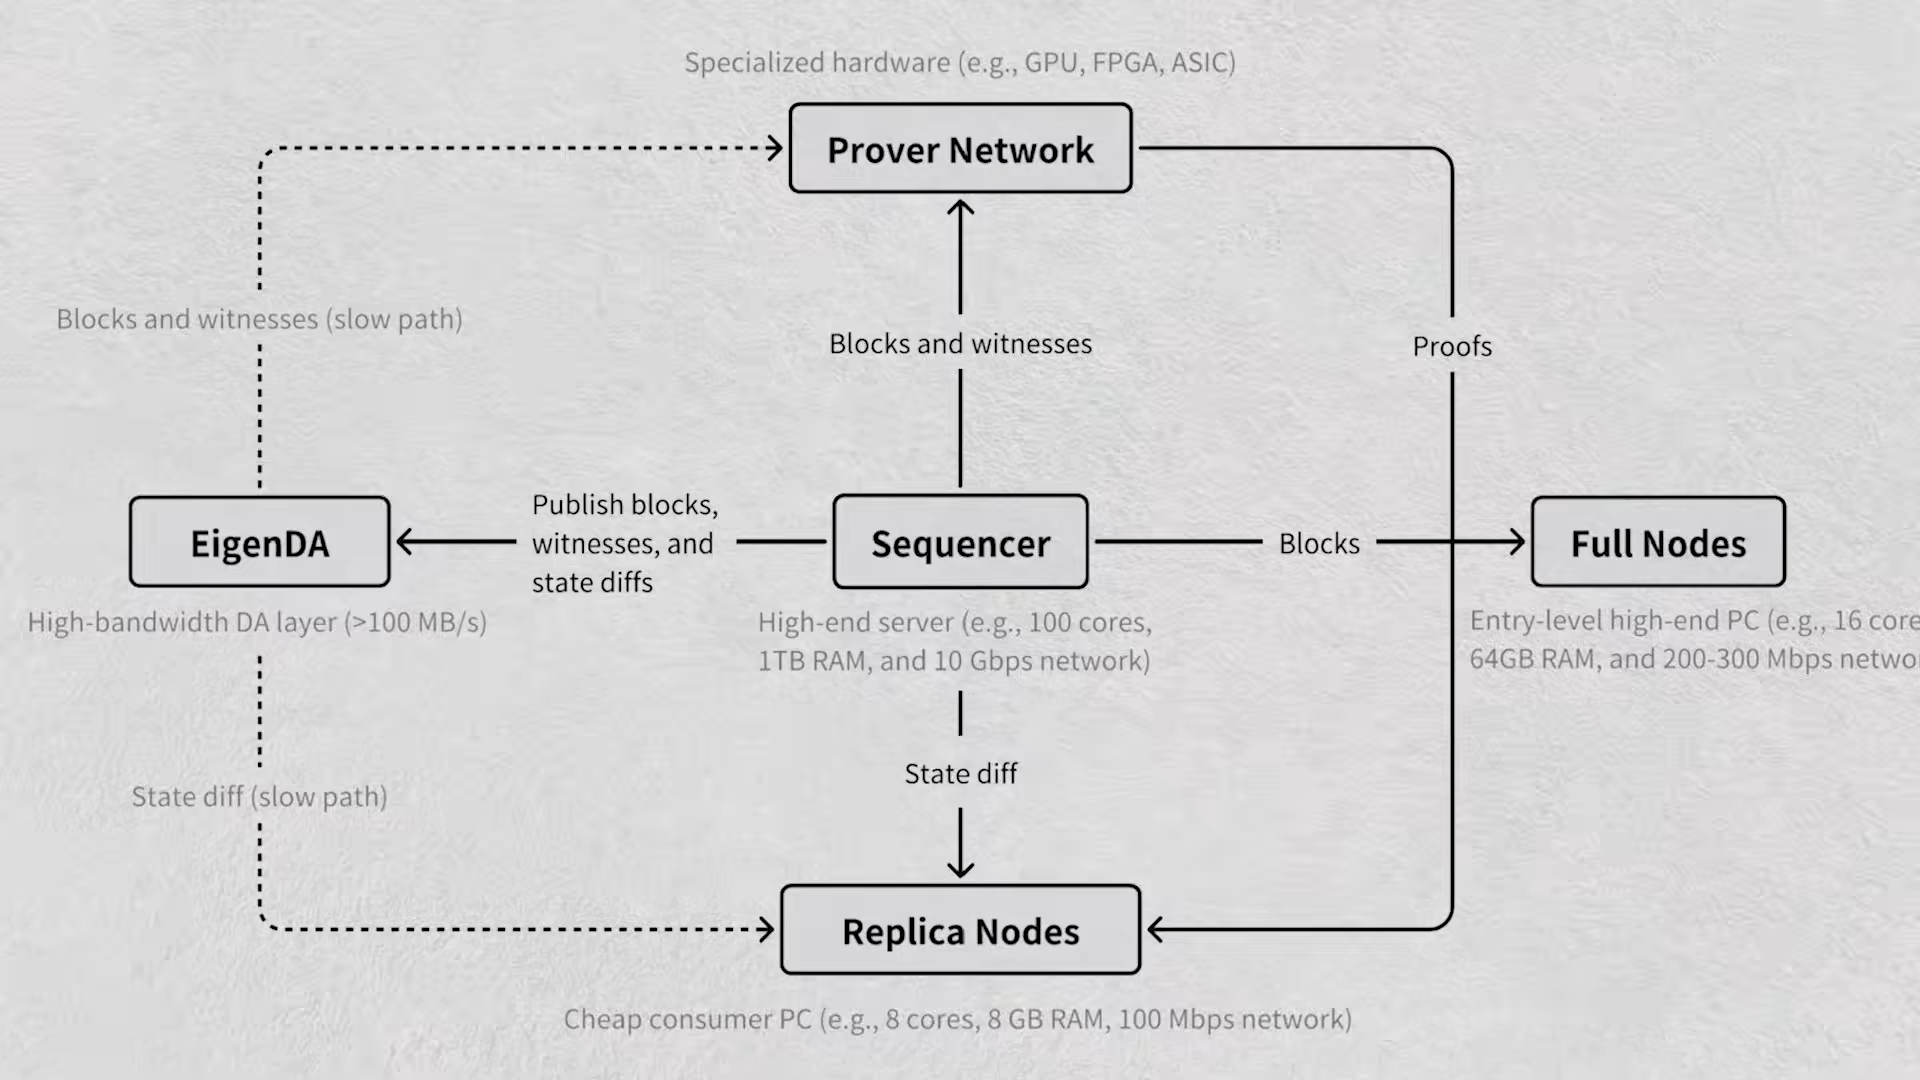 Specialized hardware (e.g., GPU, FPGA, ASIC)
Prover Network
Blocks and witnesses (slow path)
Blocks and witnesses
Proofs
EigenDA
Publish blocks,
witnesses, and
state diffs
Sequencer
Blocks
Full Nodes
High-bandwidth DA layer (>100 MB/s)
High-end server (e.g., 100 cores,
1TB RAM, and 10 Gbps network)
Entry-level high-end PC (e.g., 16 core
64GB RAM, and 200-300 Mbps netwo
State diff (slow path)
State diff
Replica Nodes
Cheap consumer PC (e.g., 8 cores, 8 GB RAM, 100 Mbps network)